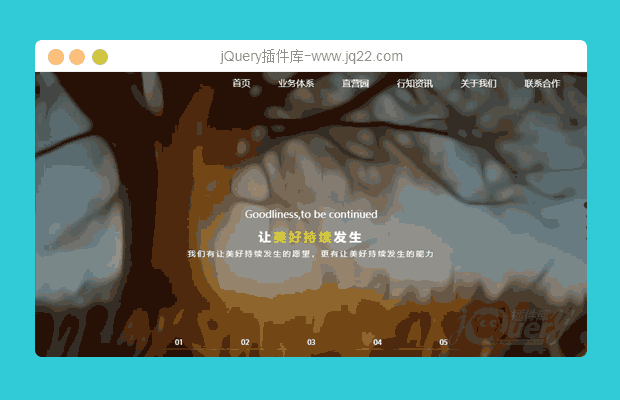 jQuery插件库-www.jq22.com
首页 业务体系 直营园 行知资讯 关于我们 联系合作
Goodliness,to be continued
让美好持续发生
我们有让美好持续发生的愿望，更有让美好持续发生的能力
插件库
jQuery
01 02 03 04 05